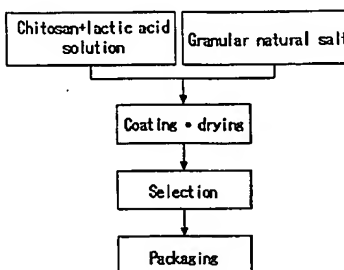 Chitosan+lactic acid
solution
Granular natural salt
Coating・drying
Selection
Packaging